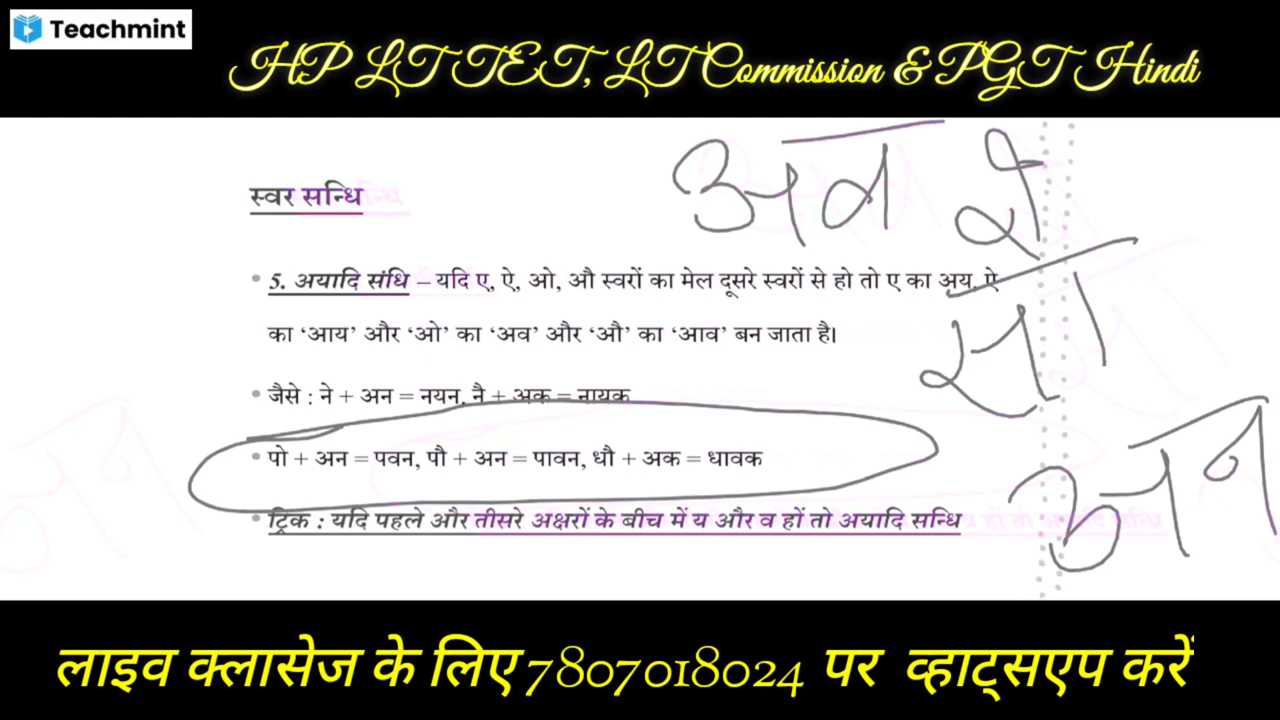 Teachmint
HP LT TET, LT Commission & PGT Hindi
स्वर सन्धि
• 5. अयादि संधि – यदि ए, ऐ, ओ, औ स्वरों का मेल दूसरे स्वरों से हो तो ए का अय, ऐ
का ‘आय’ और ‘ओ’ का ‘अव’ और ‘औ’ का ‘आव’ बन जाता है।
• जैसे : ने + अन = नयन, नै + अक = नायक
• पो + अन = पवन, पौ + अन = पावन, धौ + अक = धावक
• ट्रिक : यदि पहले और तीसरे अक्षरों के बीच में य और व हों तो अयादि सन्धि
अन
लाइव क्लासेज के लिए 7807018024 पर व्हाट्सएप करें